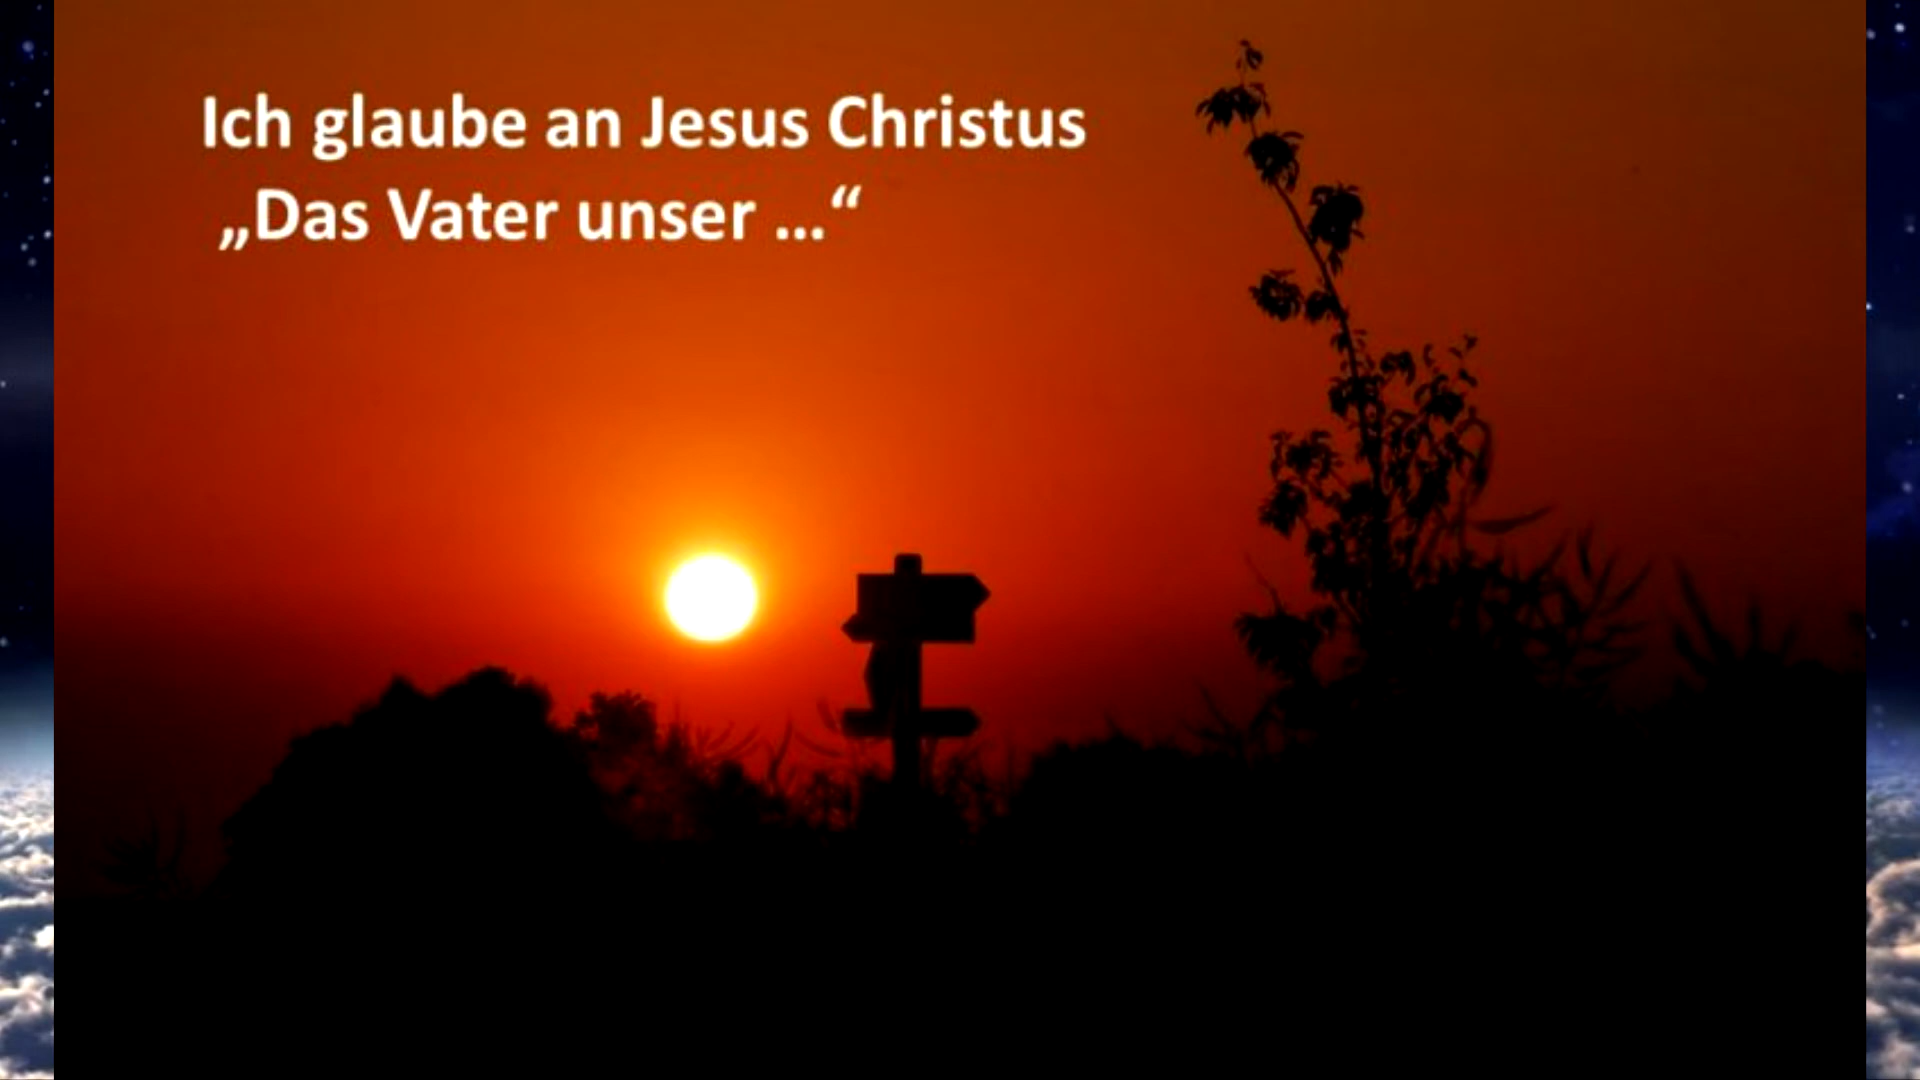 Ich glaube an Jesus Christus
„Das Vater unser ...“